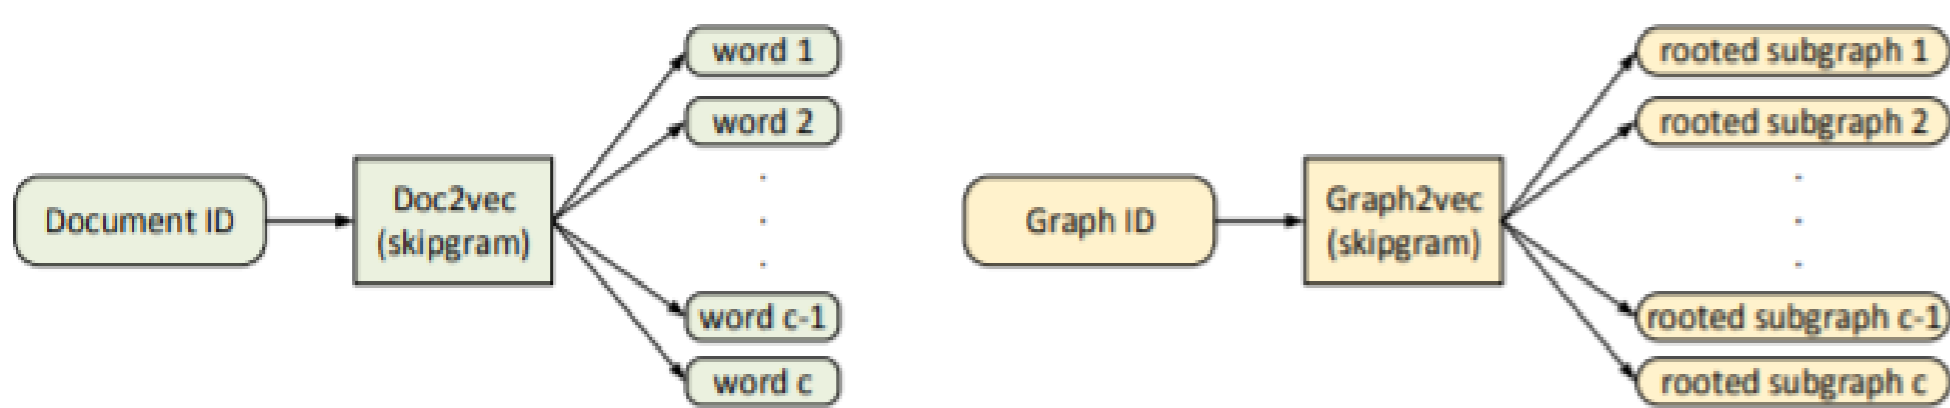 Document ID
Doc2vec
(skipgram)
word 1
word 2
word c-1
word c
Graph ID
Graph2vec
(skipgram)
rooted subgraph 1
rooted subgraph 2
rooted subgraph c-1
rooted subgraph c